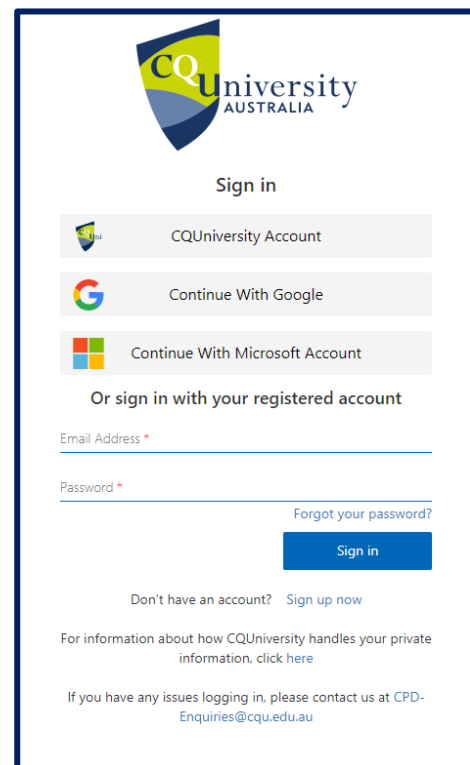 CQUniversity
AUSTRALIA
Sign in
CQUni
CQUniversity Account
Continue With Google
Continue With Microsoft Account
Or sign in with your registered account
Email Address *
Password *
Forgot your password?
Sign in
Don't have an account? Sign up now
For information about how CQUniversity handles your private
information, click here
If you have any issues logging in, please contact us at CPD-
Enquiries@cqu.edu.au